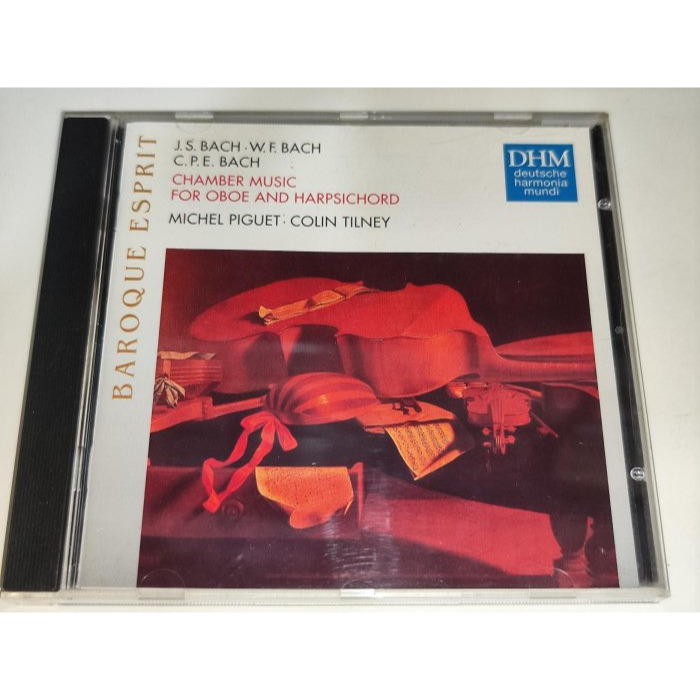 J.S. BACH · W.F. BACH
C.P.E. BACH
CHAMBER MUSIC
FOR OBOE AND HARPSICHORD
MICHEL PIGUET · COLIN TILNEY
BAROQUE ESPRIT
DHM
deutsche
harmonia
mundi